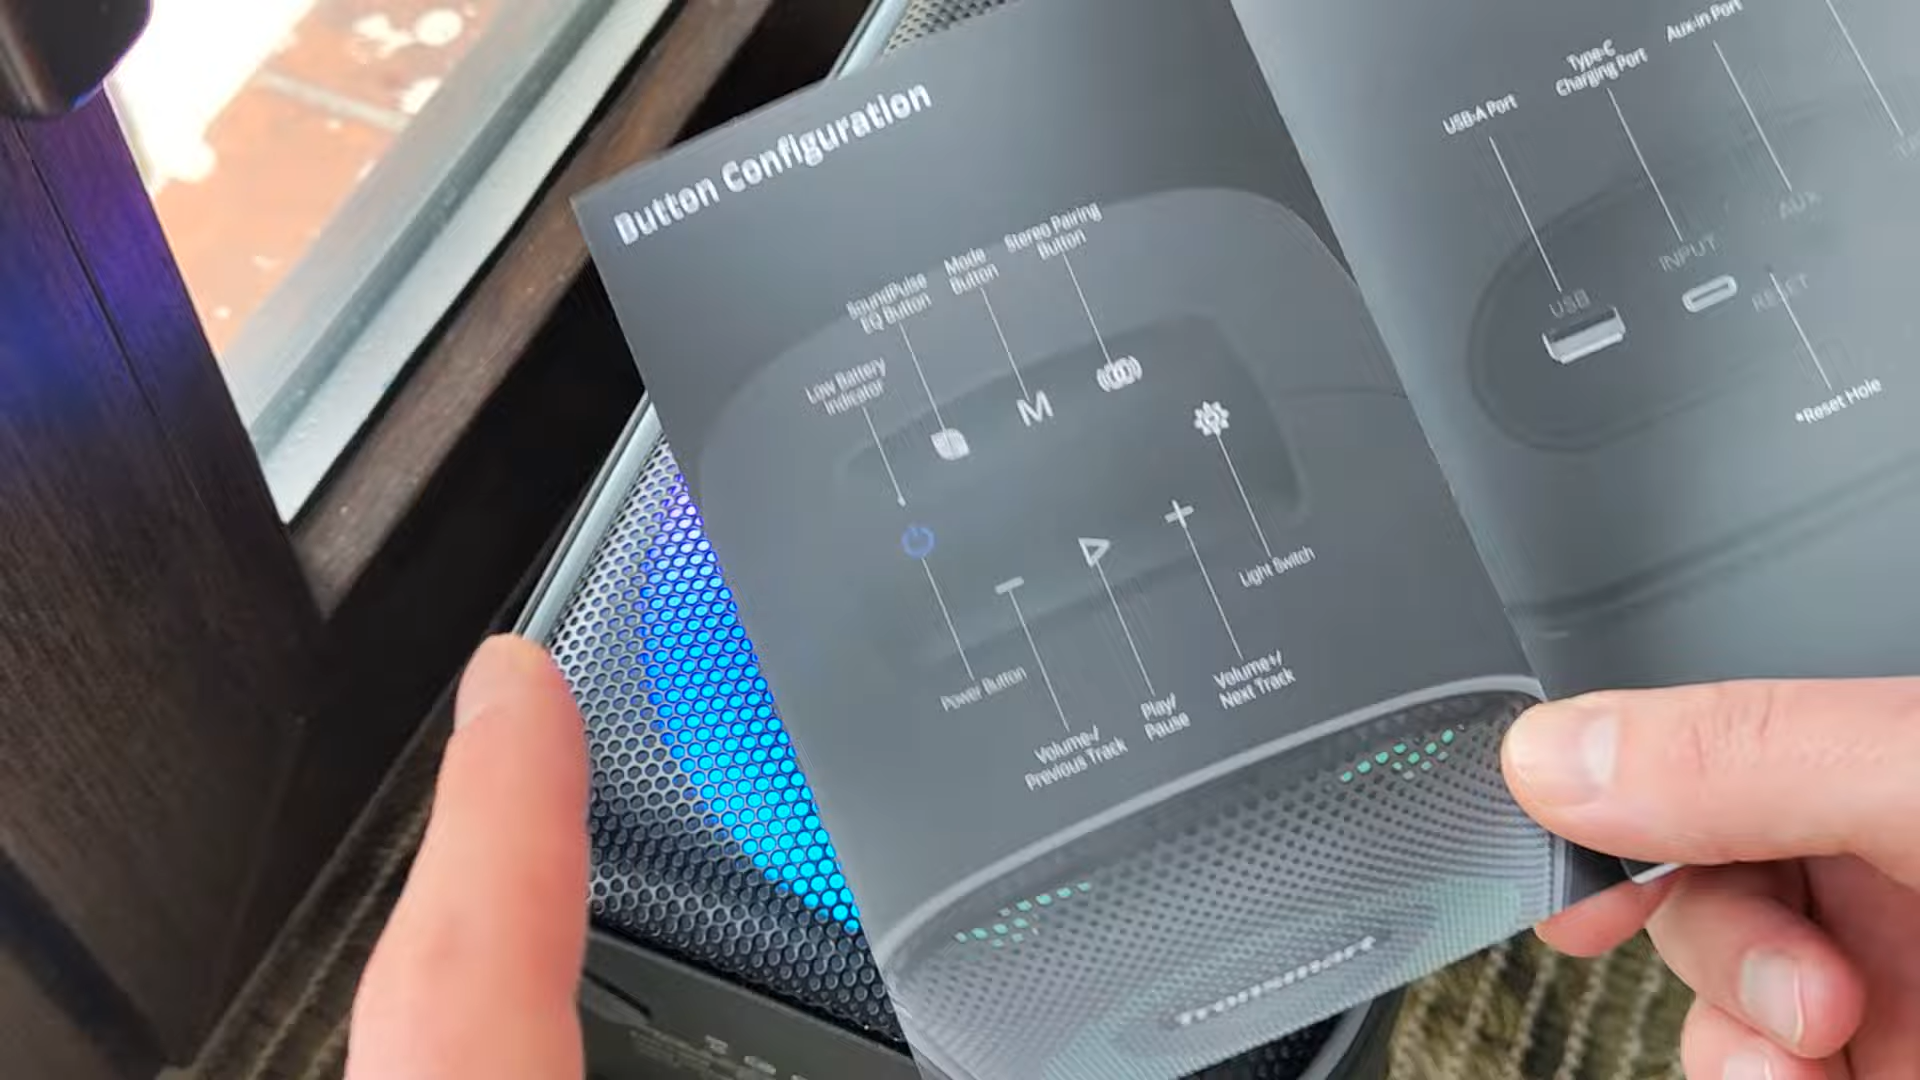 Button Configuration
Stereo Pairing
Button
Mode
Button
SoundPulse
EQ Button
Low Battery
Indicator
M
Power Button
Volume-/
Previous Track
Play/
Pause
Volume+/
Next Track
Light Switch
tronsmart
USB-A Port
Type-C
Charging Port
Aux-in Port
USB
INPUT
AUX
RESET
*Reset Hole